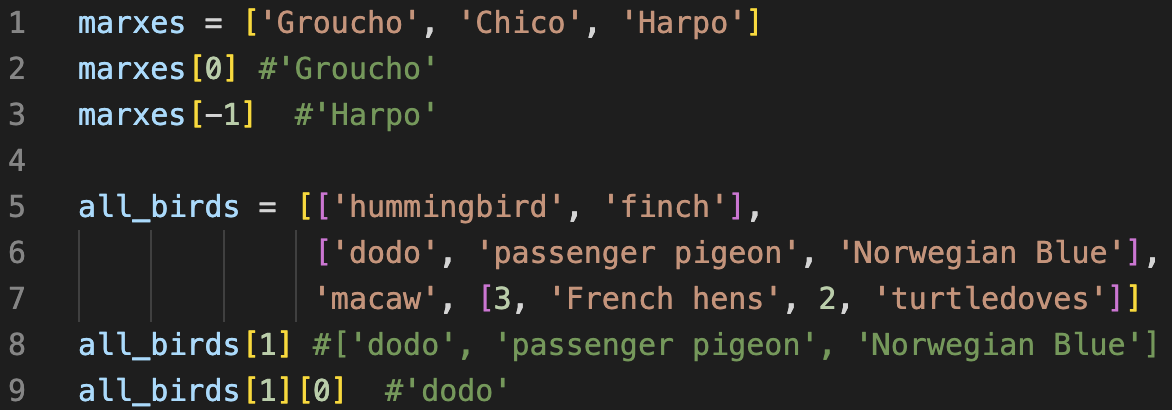 1 marxes = ['Groucho', 'Chico', 'Harpo']
2 marxes[0] #'Groucho'
3 marxes[-1]  #'Harpo'
4
5 all_birds = [['hummingbird', 'finch'],
6              ['dodo', 'passenger pigeon', 'Norwegian Blue'],
7              'macaw', [3, 'French hens', 2, 'turtledoves']]
8 all_birds[1] #['dodo', 'passenger pigeon', 'Norwegian Blue']
9 all_birds[1][0]  #'dodo'